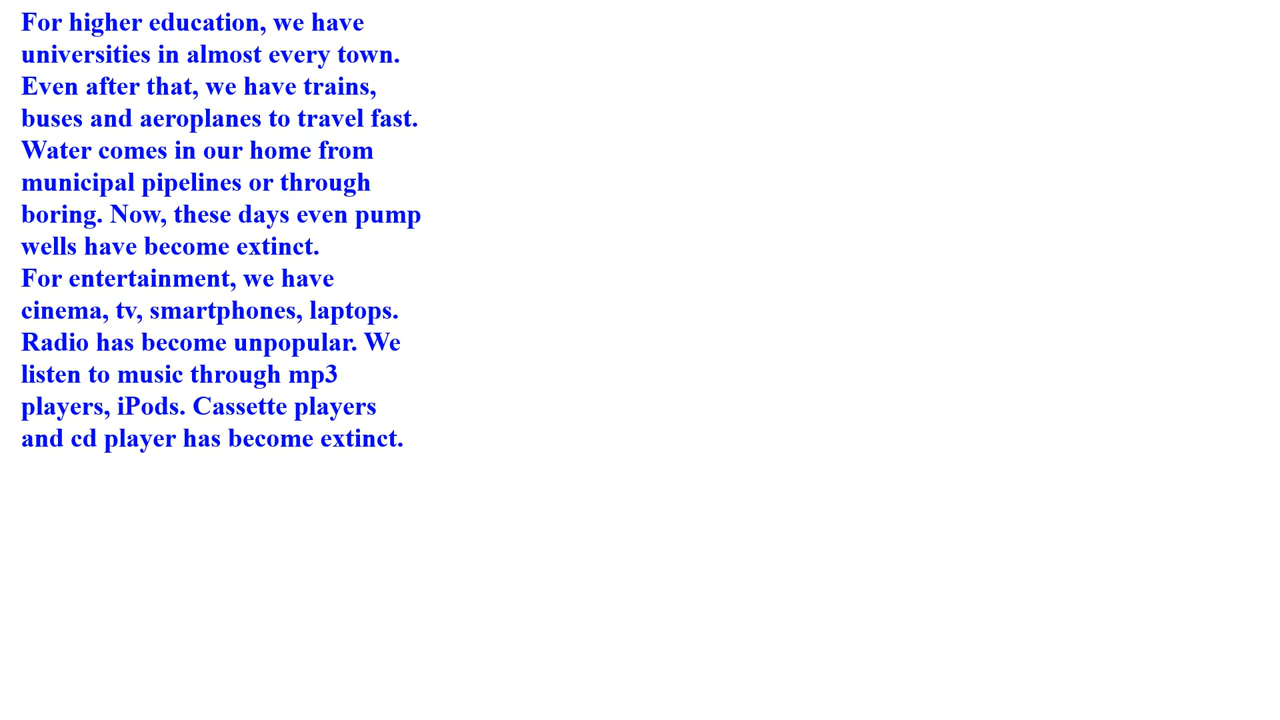 For higher education, we have
universities in almost every town.
Even after that, we have trains,
buses and aeroplanes to travel fast.
Water comes in our home from
municipal pipelines or through
boring. Now, these days even pump
wells have become extinct.
For entertainment, we have
cinema, tv, smartphones, laptops.
Radio has become unpopular. We
listen to music through mp3
players, iPods. Cassette players
and cd player has become extinct.